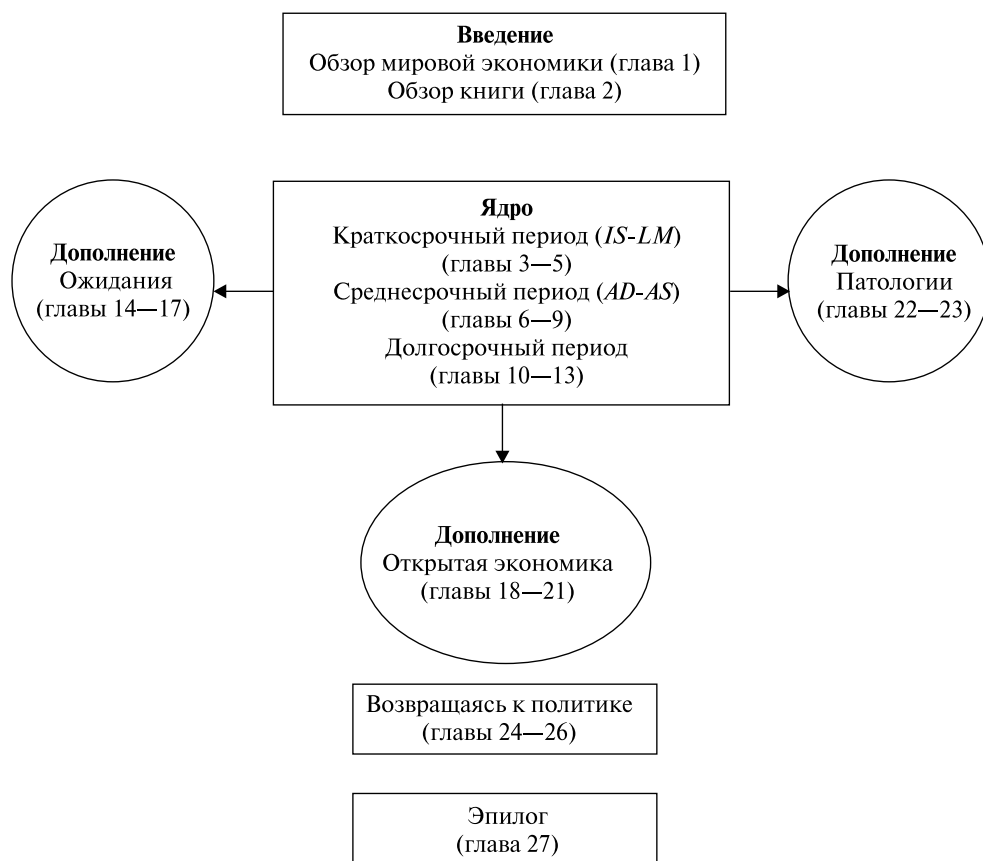 Введение
Обзор мировой экономики (глава 1)
Обзор книги (глава 2)
Дополнение
Ожидания
(главы 14—17)
Ядро
Краткосрочный период (IS-LM)
(главы 3—5)
Среднесрочный период (AD-AS)
(главы 6—9)
Долгосрочный период
(главы 10—13)
Дополнение
Патологии
(главы 22—23)
Дополнение
Открытая экономика
(главы 18—21)
Возвращаясь к политике
(главы 24—26)
Эпилог
(глава 27)